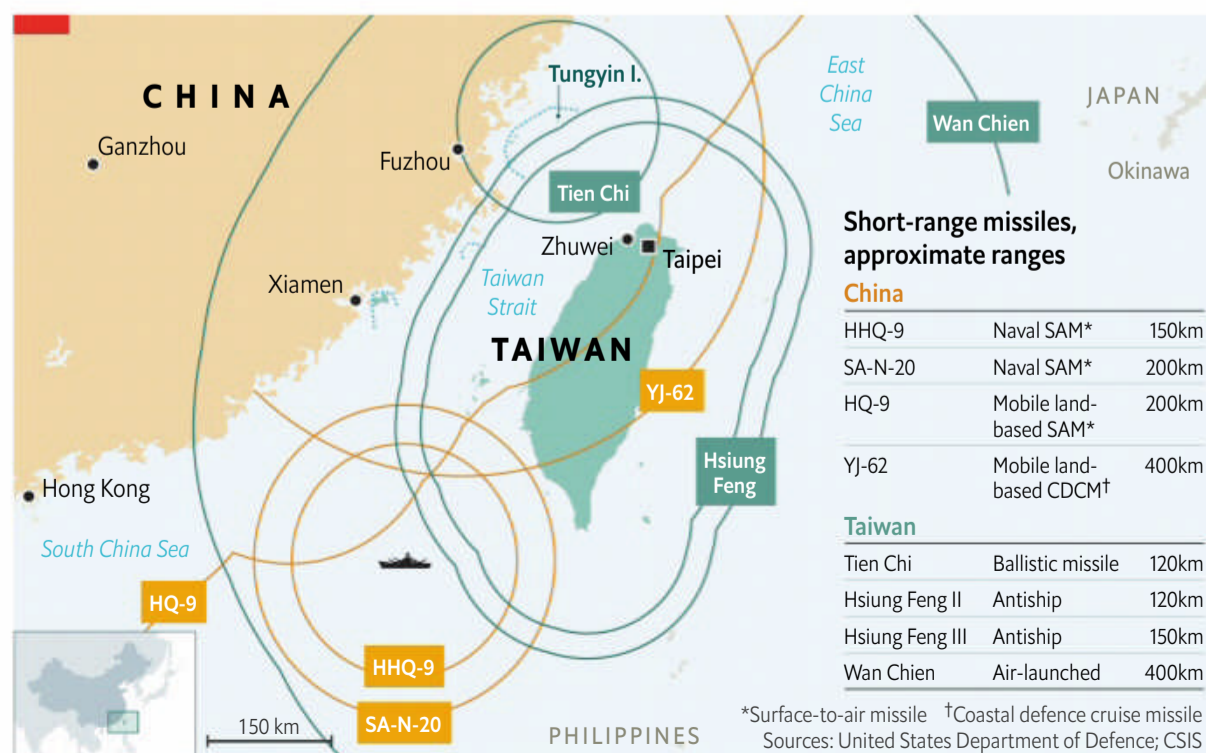 CHINA
Ganzhou
Fuzhou
Tungyin I.
East
China
Sea
JAPAN
Wan Chien
Okinawa
Tien Chi
Zhuwei
Taipei
Taiwan
Strait
Xiamen
TAIWAN
YJ-62
Hsiung
Feng
Hong Kong
South China Sea
HQ-9
HHQ-9
SA-N-20
150 km
PHILIPPINES
Short-range missiles,
approximate ranges
China
HHQ-9 Naval SAM* 150km
SA-N-20 Naval SAM* 200km
HQ-9 Mobile land- 200km
based SAM*
YJ-62 Mobile land- 400km
based CDCM†
Taiwan
Tien Chi Ballistic missile 120km
Hsiung Feng II Antiship 120km
Hsiung Feng III Antiship 150km
Wan Chien Air-launched 400km
*Surface-to-air missile †Coastal defence cruise missile
Sources: United States Department of Defence; CSIS